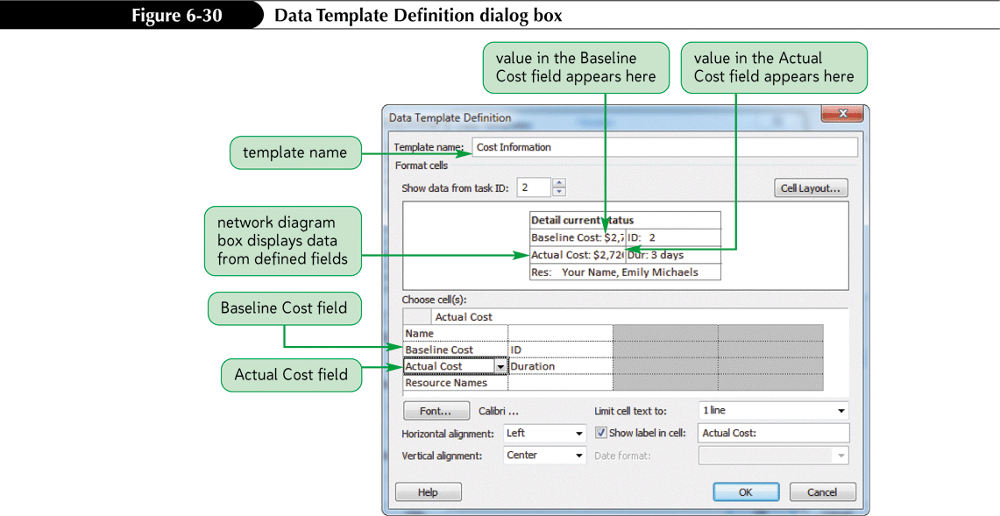 Figure 6-30 Data Template Definition dialog box
value in the Baseline
Cost field appears here
value in the Actual
Cost field appears here
Data Template Definition
template name
Template name: Cost Information
Format cells
Show data from task ID: 2
Cell Layout...
network diagram
box displays data
from defined fields
Detail current status
Baseline Cost: $2,7 ID: 2
Actual Cost: $2,720 Dur: 3 days
Res: Your Name, Emily Michaels
Choose cell(s):
Baseline Cost field
Actual Cost
Name
Baseline Cost ID
Actual Cost Duration
Resource Names
Actual Cost field
Font... Calibri ... Limit cell text to: 1 line
Horizontal alignment: Left Show label in cell: Actual Cost:
Vertical alignment: Center Date format:
Help OK Cancel